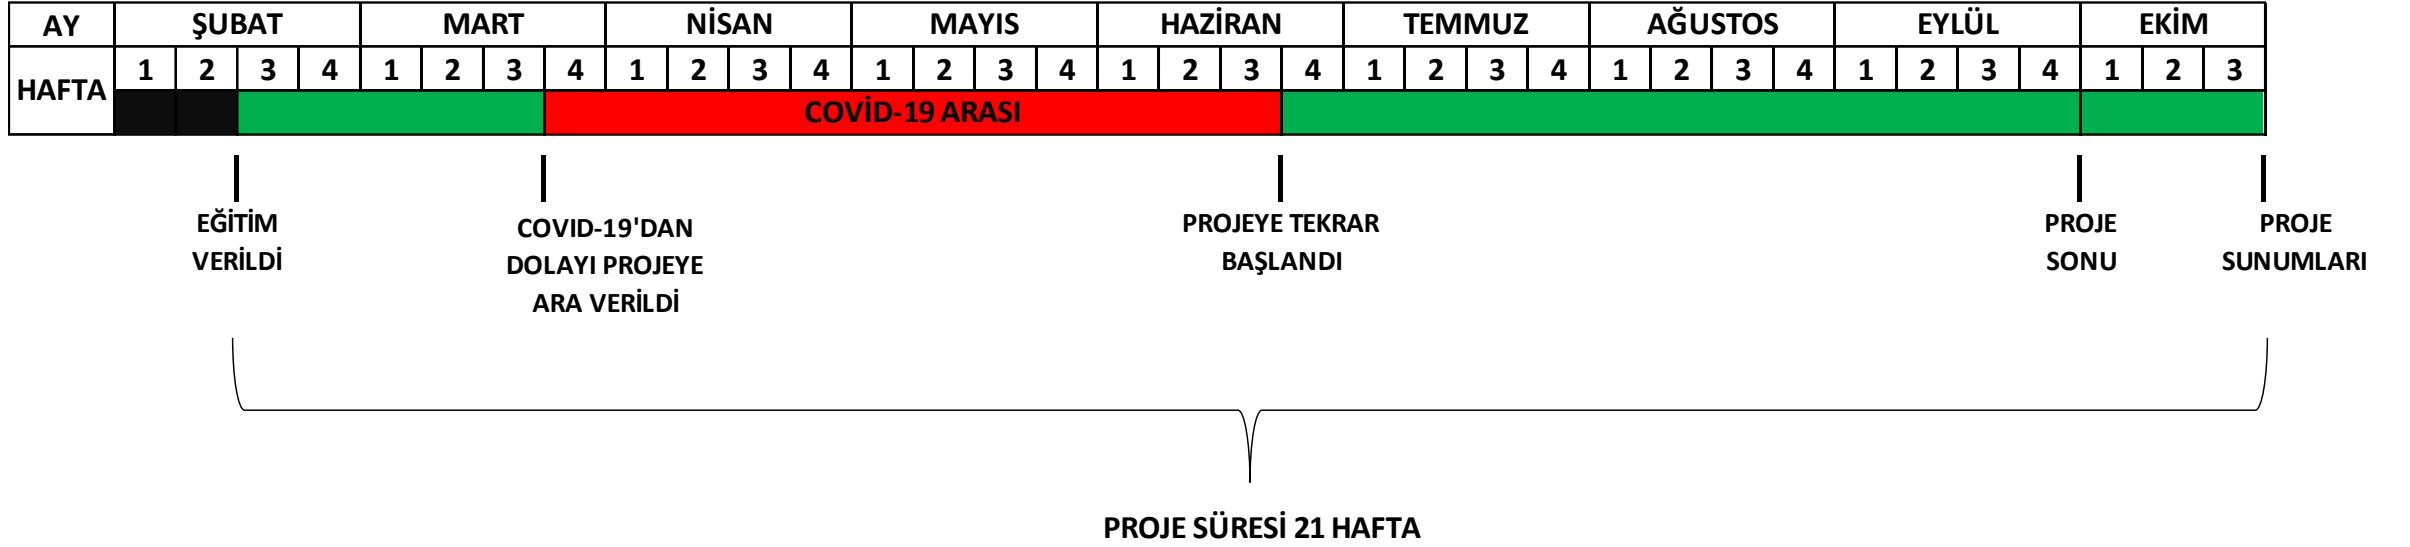 AY ŞUBAT MART NİSAN MAYIS HAZİRAN TEMMUZ AĞUSTOS EYLÜL EKİM
HAFTA 1 2 3 4 1 2 3 4 1 2 3 4 1 2 3 4 1 2 3 4 1 2 3 4 1 2 3 4 1 2 3 4 1 2 3
COVİD-19 ARASI
EĞİTİM
VERİLDİ
COVID-19'DAN
DOLAYI PROJEYE
ARA VERİLDİ
PROJEYE TEKRAR
BAŞLANDI
PROJE
SONU
PROJE
SUNUMLARI
PROJE SÜRESİ 21 HAFTA